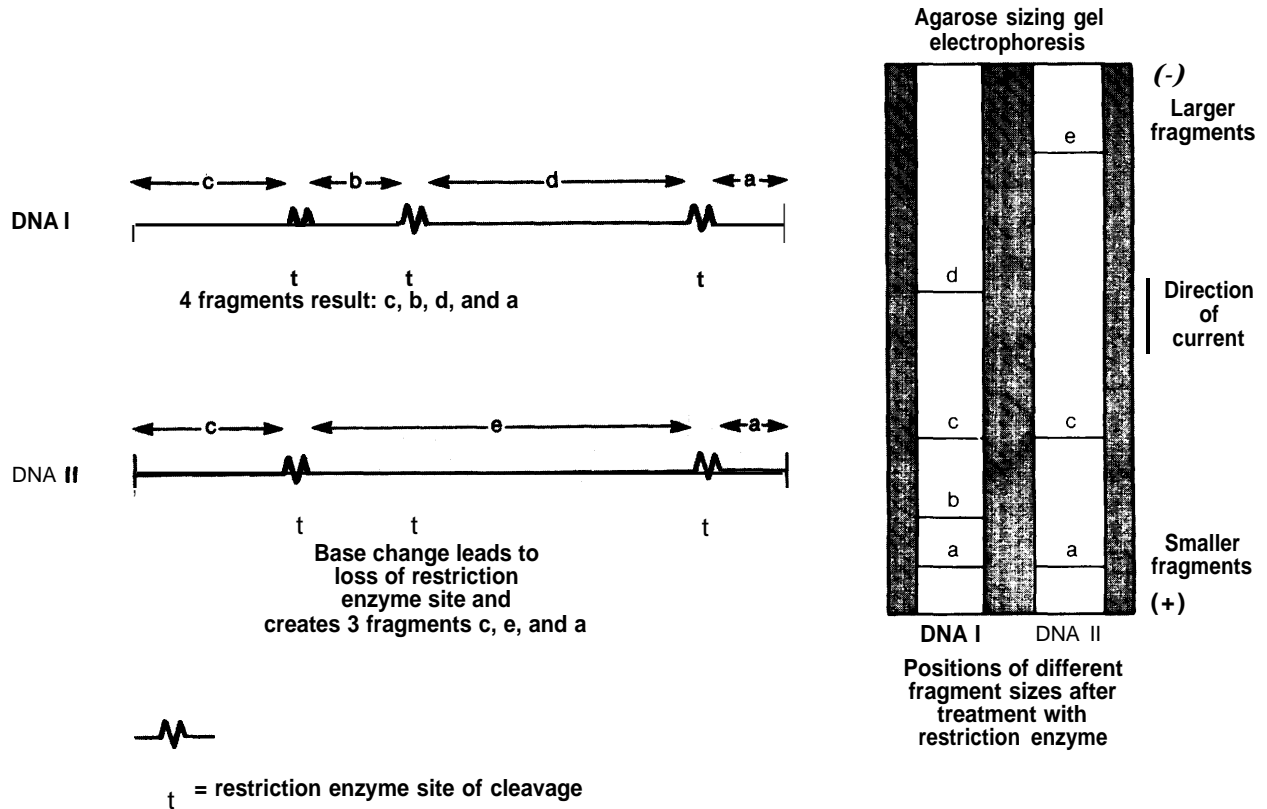 Agarose sizing gel
electrophoresis
(-)
Larger
fragments
e
c b d a
DNA I
t t t
4 fragments result: c, b, d, and a
d
Direction
of
current
c e a
DNA II
t t t
Base change leads to
loss of restriction
enzyme site and
creates 3 fragments c, e, and a
c c
b
a a
Smaller
fragments
(+)
DNA I DNA II
Positions of different
fragment sizes after
treatment with
restriction enzyme
t = restriction enzyme site of cleavage